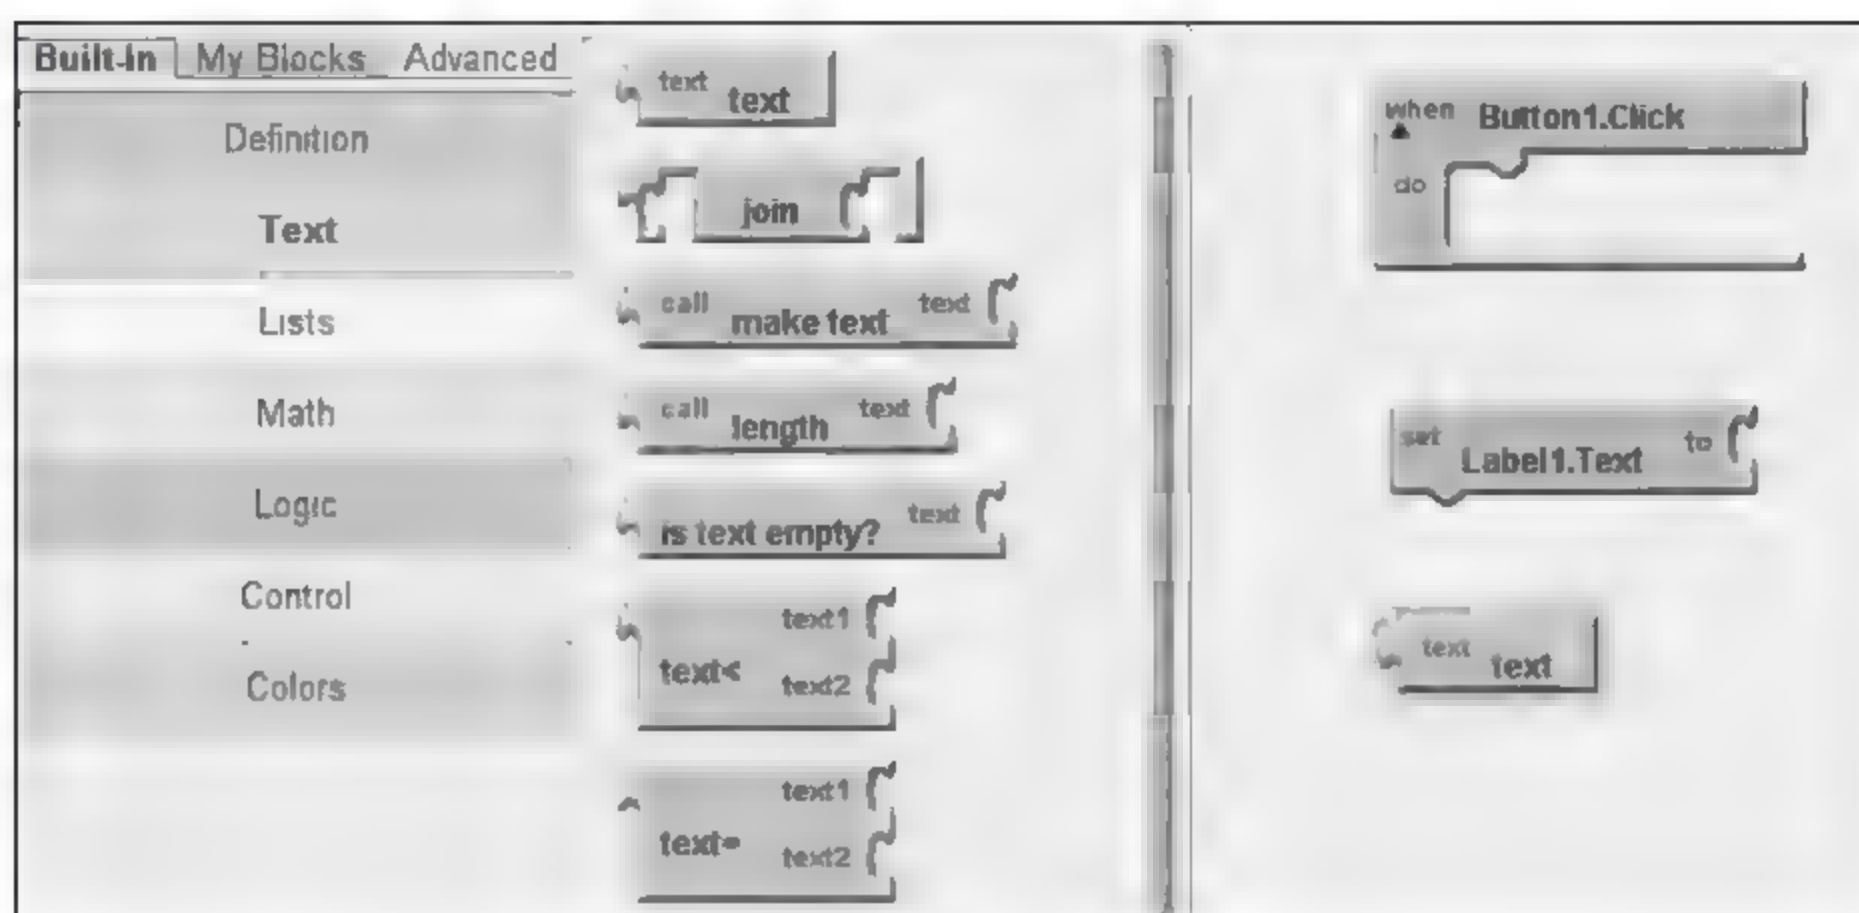 Built-In My Blocks Advanced
Definition
Text
Lists
Math
Logic
Control
Colors
text text
join
call make text text
call length text
is text empty? text
text< text1
text2
text= text1
text2
when Button1.Click
do
set Label1.Text to
text text